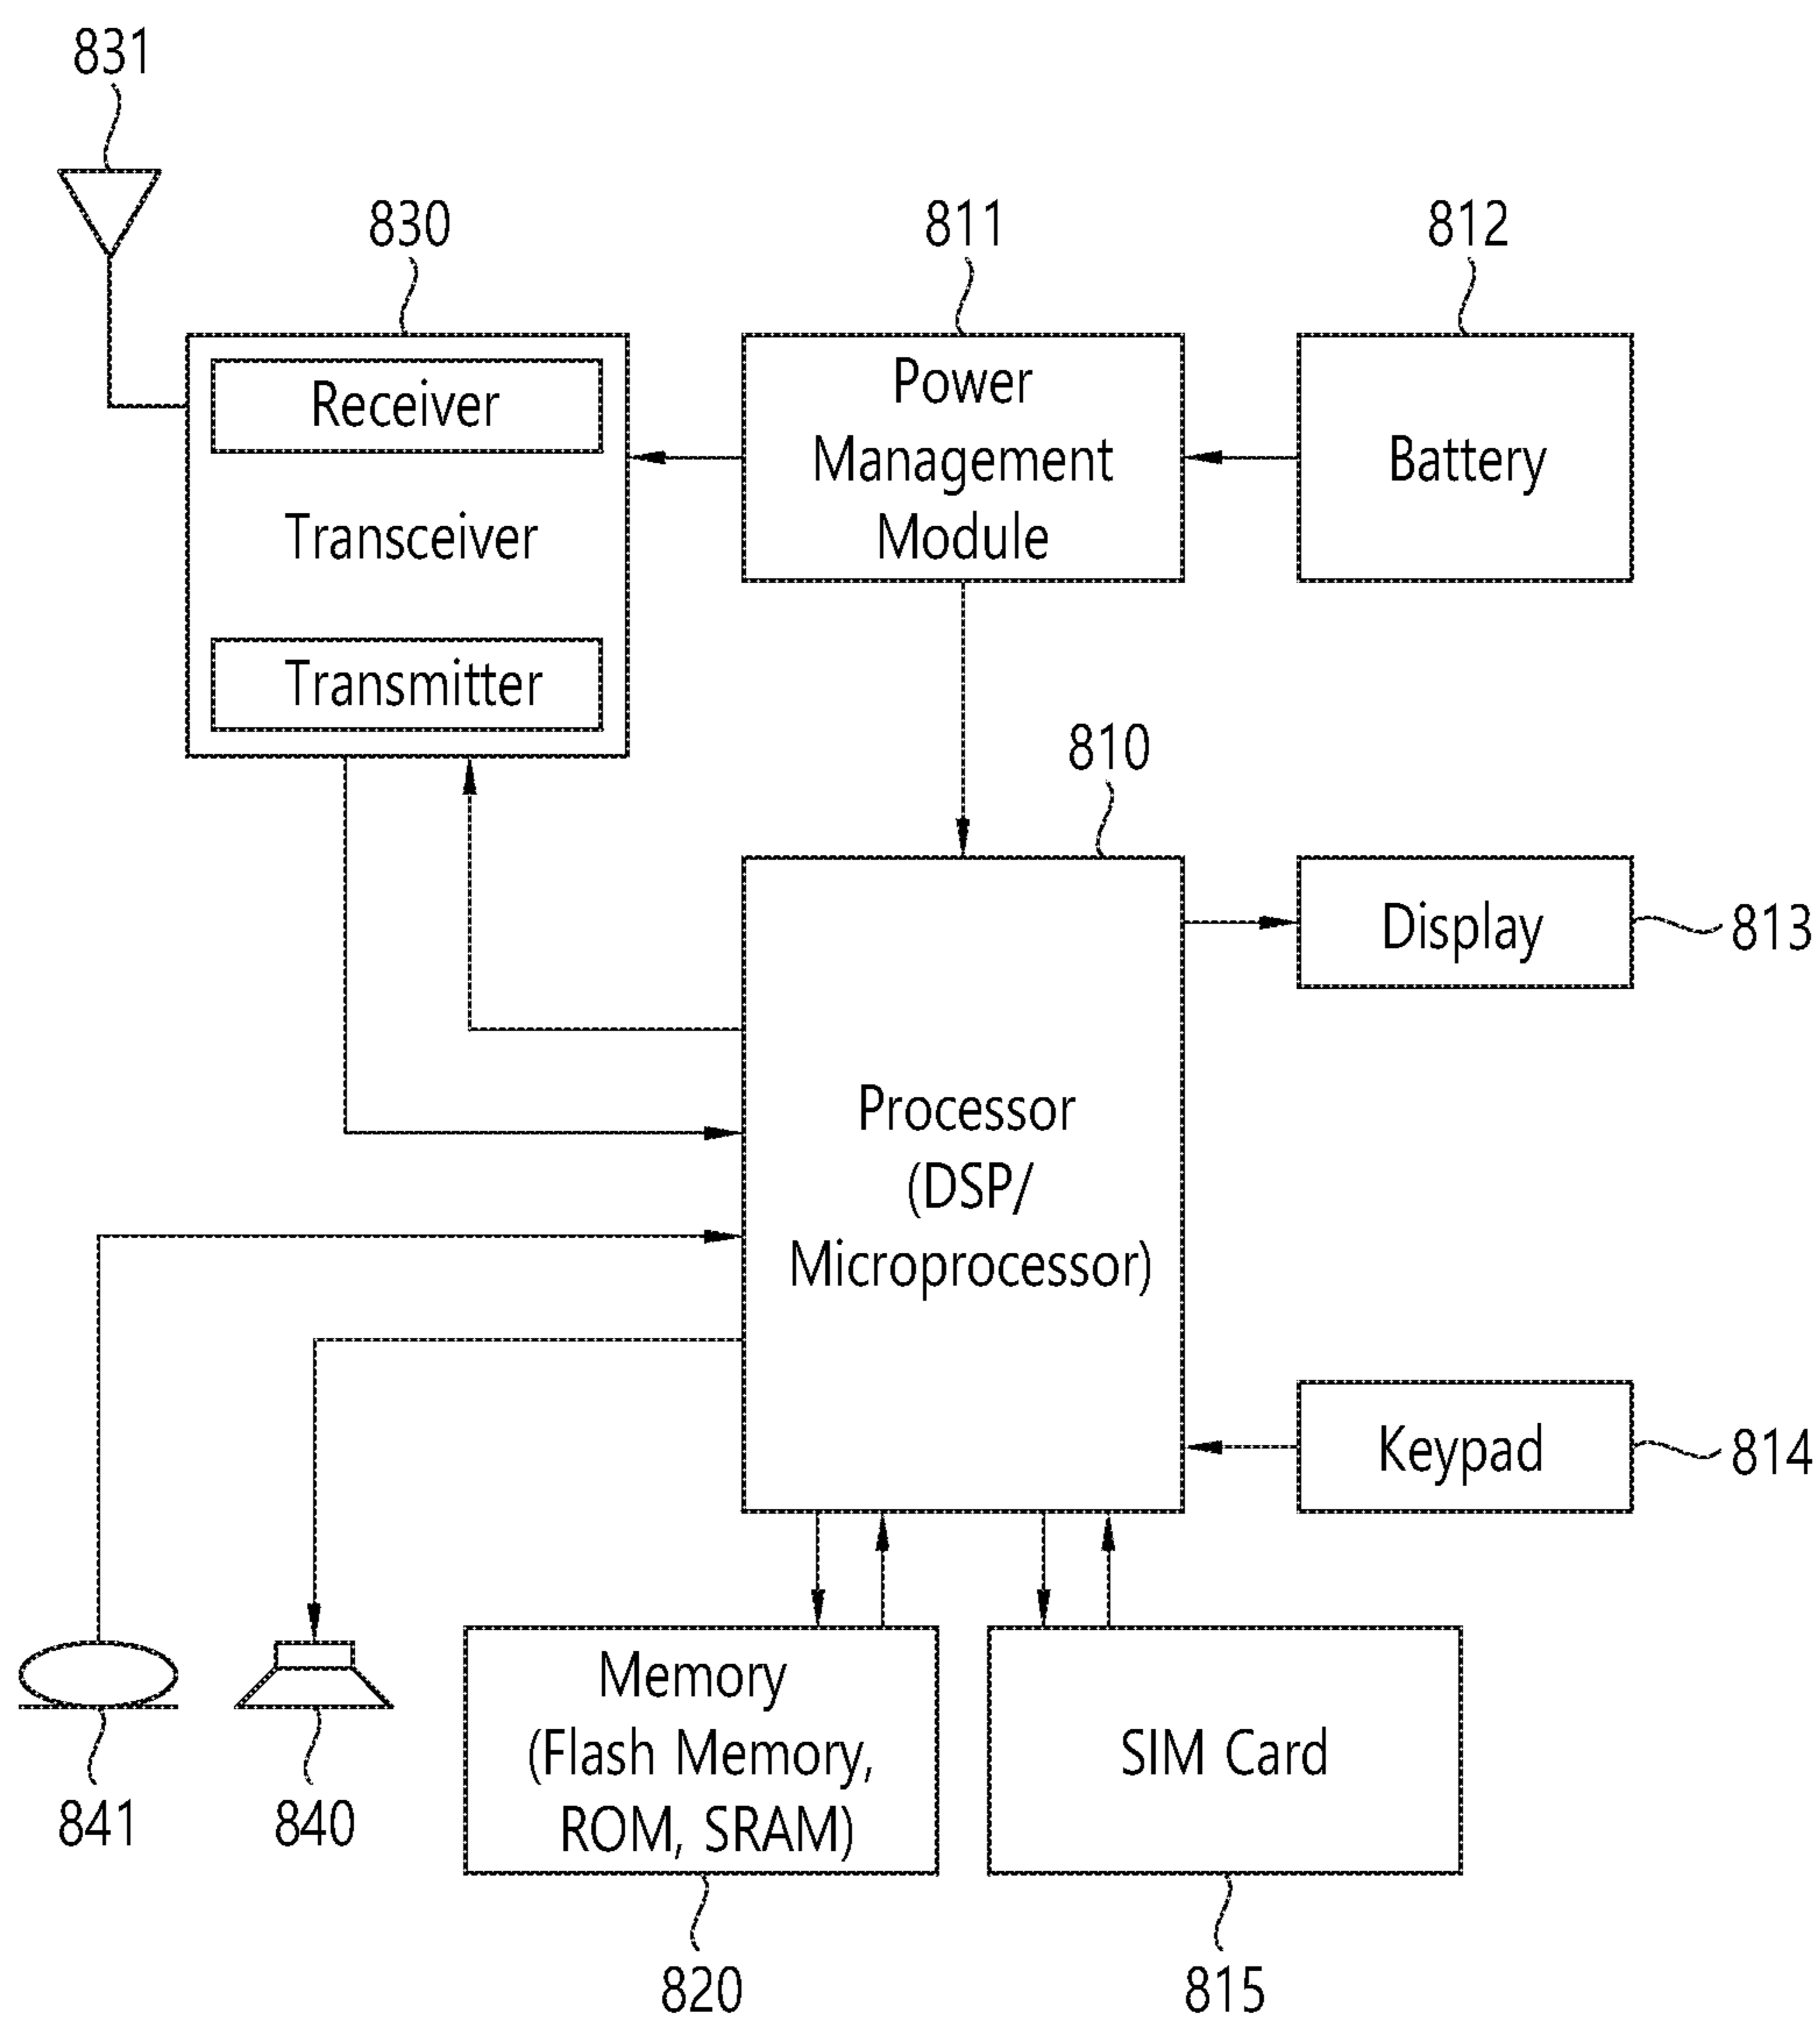 831
830
811
812
Receiver
Transceiver
Transmitter
Power
Management
Module
Battery
810
Display
813
Processor
(DSP/
Microprocessor)
Keypad
814
841
840
Memory
(Flash Memory,
ROM, SRAM)
SIM Card
820
815